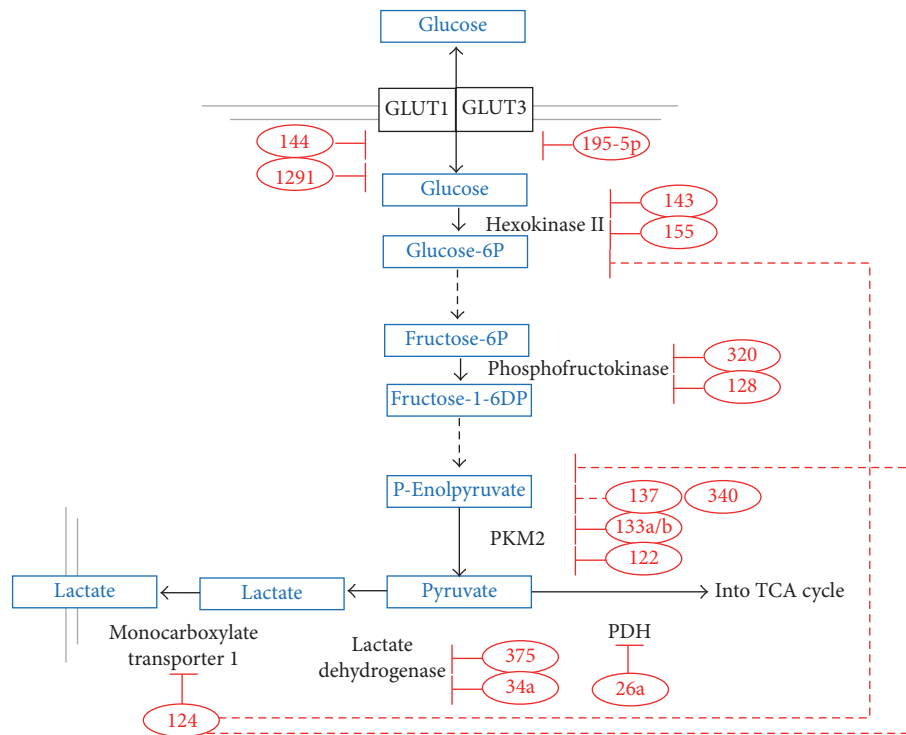 Glucose
GLUT1 GLUT3
144
195-5p
1291
Glucose
143
Hexokinase II
155
Glucose-6P
Fructose-6P
320
Phosphofructokinase
128
Fructose-1-6DP
P-Enolpyruvate
137 340
133a/b
PKM2
122
Lactate
Lactate
Pyruvate
Into TCA cycle
Monocarboxylate
transporter 1
Lactate
dehydrogenase
PDH
375
34a
26a
124